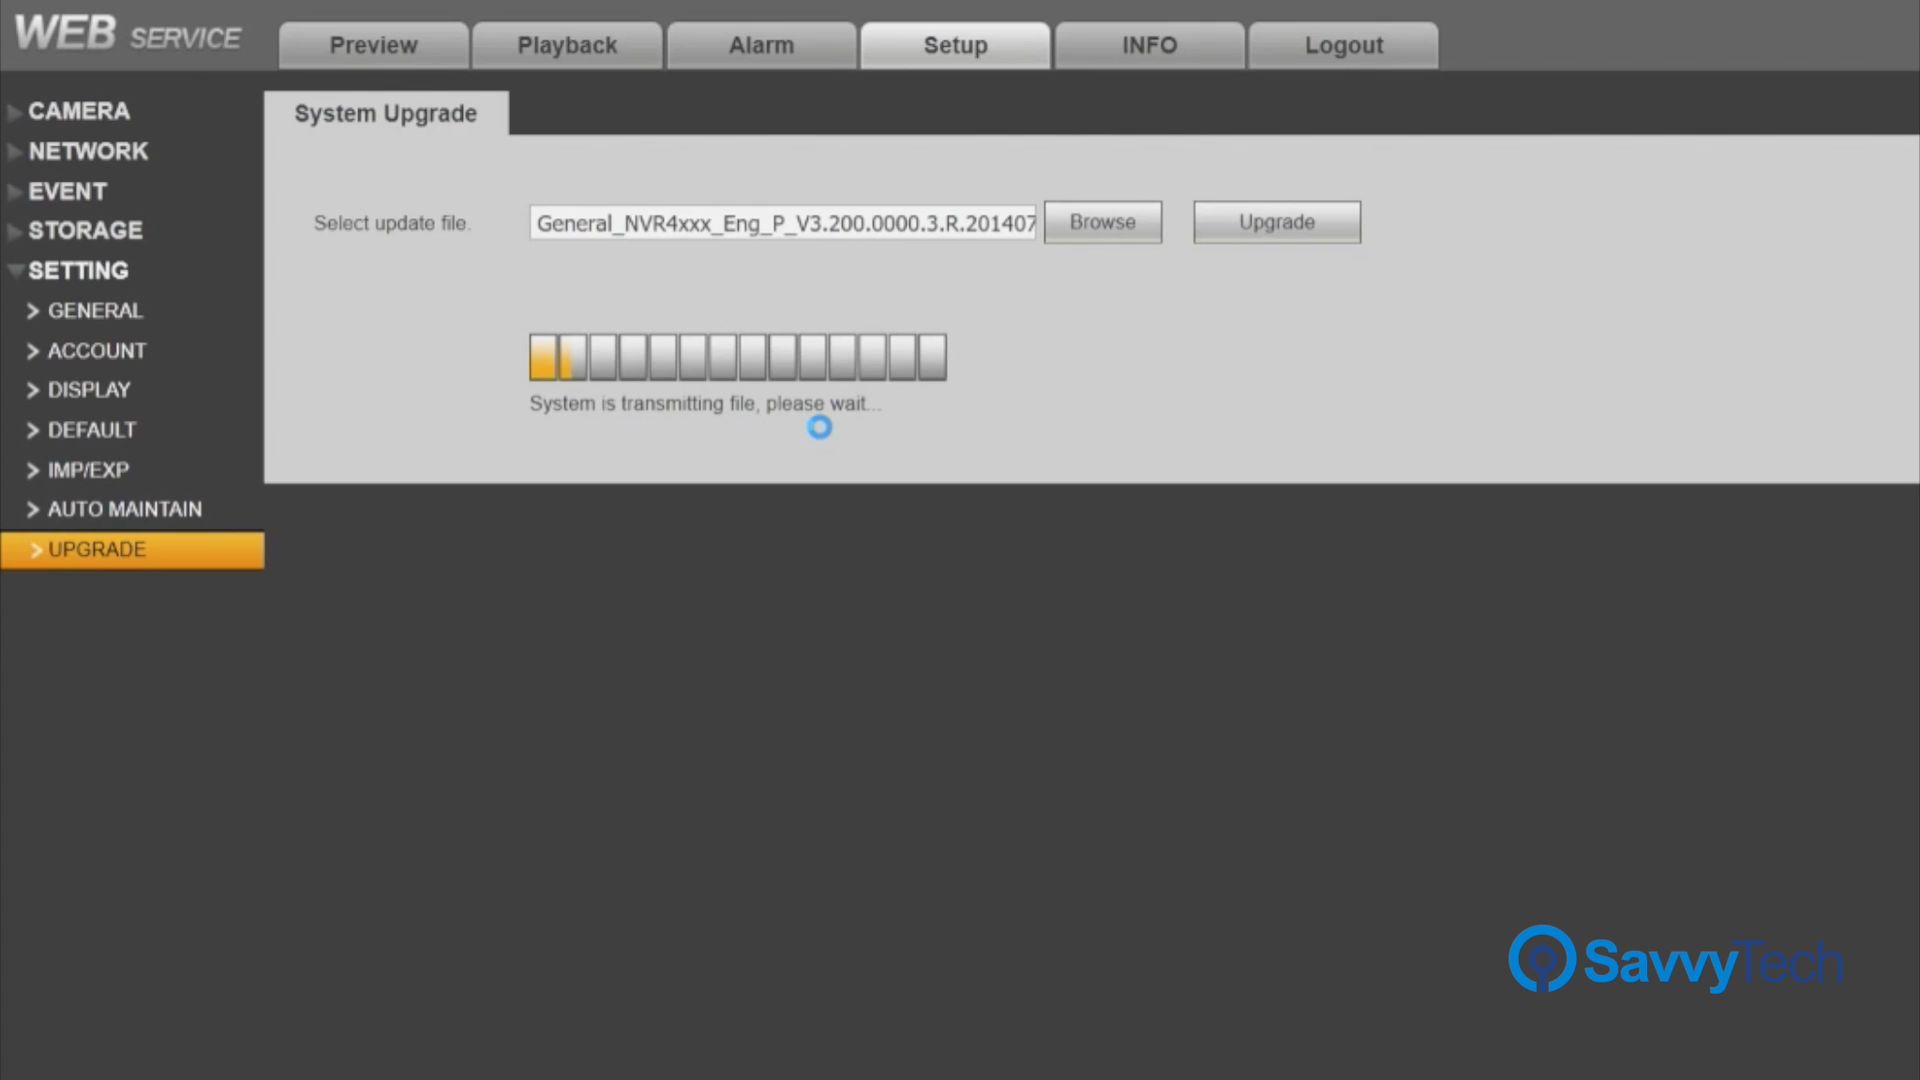 WEB SERVICE
Preview
Playback
Alarm
Setup
INFO
Logout
CAMERA
NETWORK
EVENT
STORAGE
SETTING
GENERAL
ACCOUNT
DISPLAY
DEFAULT
IMP/EXP
AUTO MAINTAIN
UPGRADE
System Upgrade
Select update file.
General_NVR4xxx_Eng_P_V3.200.0000.3.R.201407
Browse
Upgrade
System is transmitting file, please wait...
SavvyTech